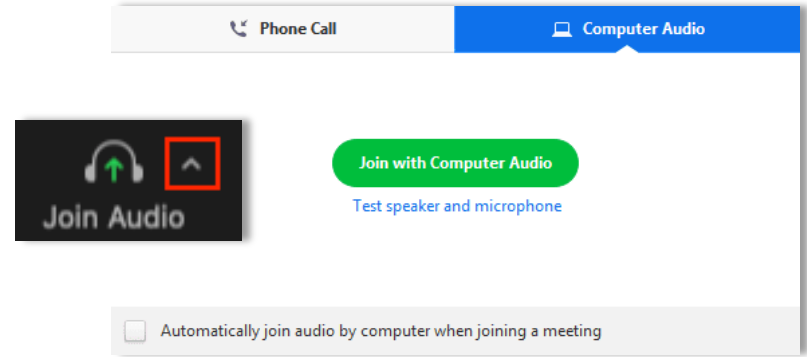 Phone Call
Computer Audio
Join Audio
Join with Computer Audio
Test speaker and microphone
Automatically join audio by computer when joining a meeting